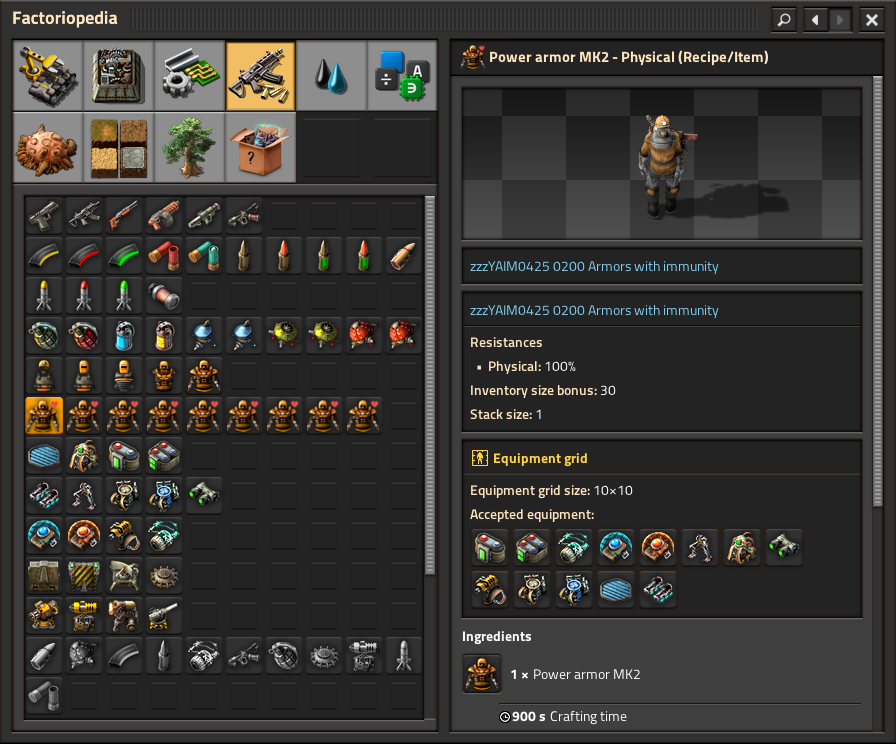 Factoriopedia
Power armor MK2 - Physical (Recipe/Item)
zzzYAIM0425 0200 Armors with immunity
zzzYAIM0425 0200 Armors with immunity
Resistances
• Physical: 100%
Inventory size bonus: 30
Stack size: 1
Equipment grid
Equipment grid size: 10×10
Accepted equipment:
Ingredients
1 × Power armor MK2
900 s Crafting time